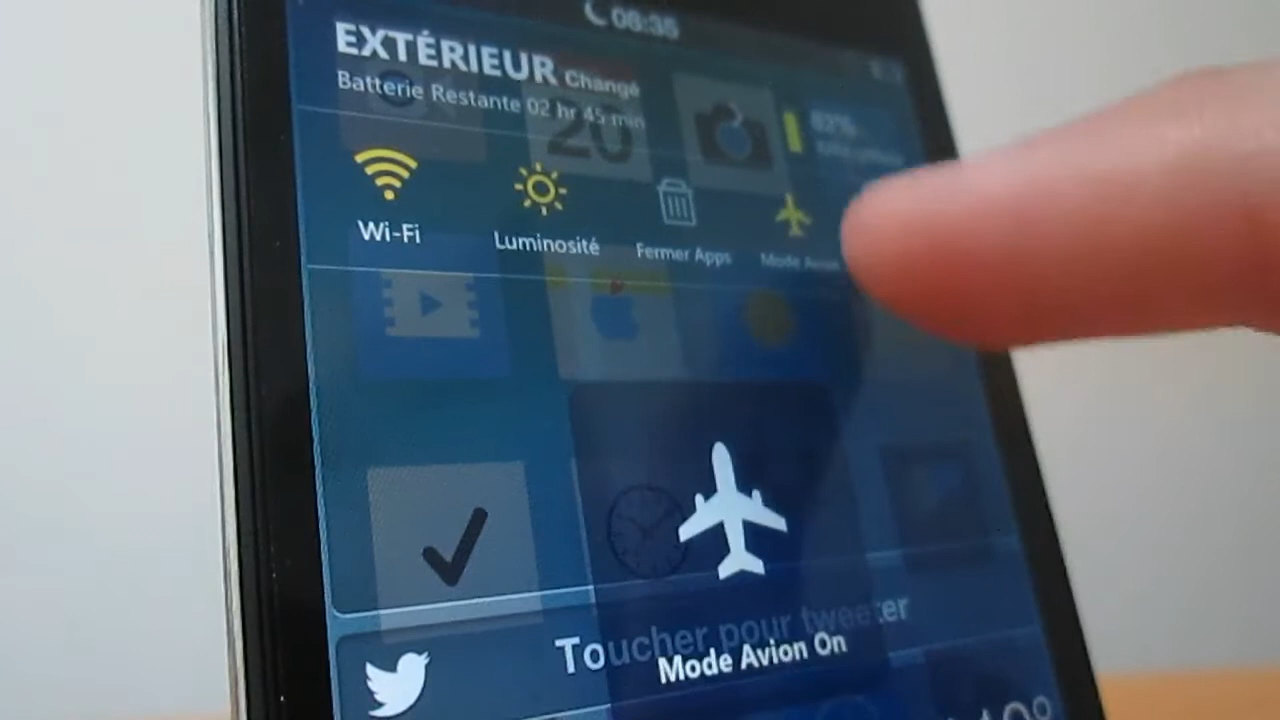 08:35
EXTÉRIEUR Changé
Batterie Restante 02 hr 45 min
20
Wi-Fi
Luminosité
Fermer Apps
Mode Avion
Toucher pour tweeter
Mode Avion On